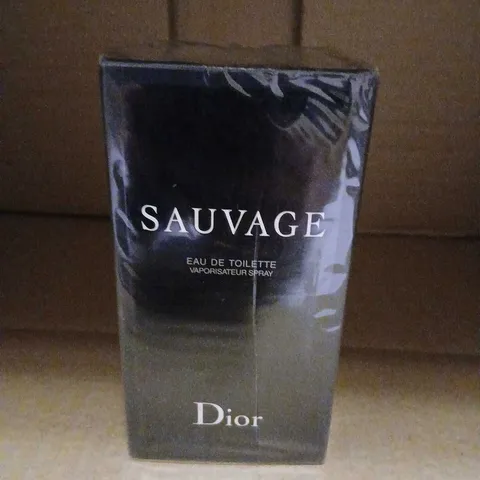 SAUVAGE
EAU DE TOILETTE
VAPORISATEUR SPRAY
Dior